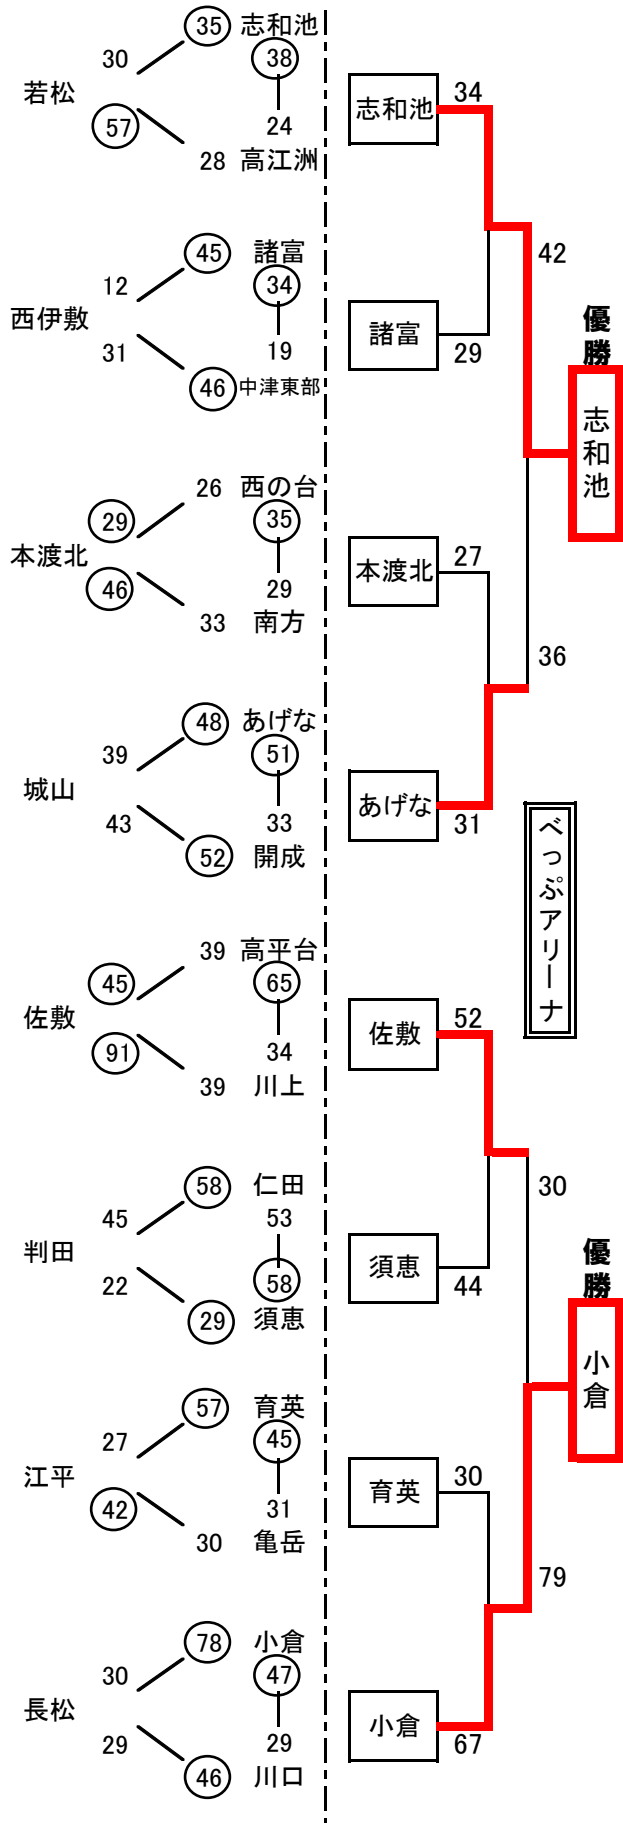 35 志和池
30
38
若松
57
24
28 高江洲
45 諸富
12
34
西伊敷
31
19
46 中津東部
26 西の台
29
35
本渡北
46
29
33 南方
48 あげな
39
51
城山
43
33
52 開成
39 高平台
45
65
佐敷
91
34
39 川上
58 仁田
45
53
判田
22
58
29 須恵
57 育英
27
45
江平
42
31
30 亀岳
78 小倉
30
47
長松
29
29
46 川口
志和池
34
42
諸富
29
優勝
志和池
本渡北
27
36
あげな
31
べっぷアリーナ
佐敷
52
30
須恵
44
優勝
小倉
育英
30
79
小倉
67